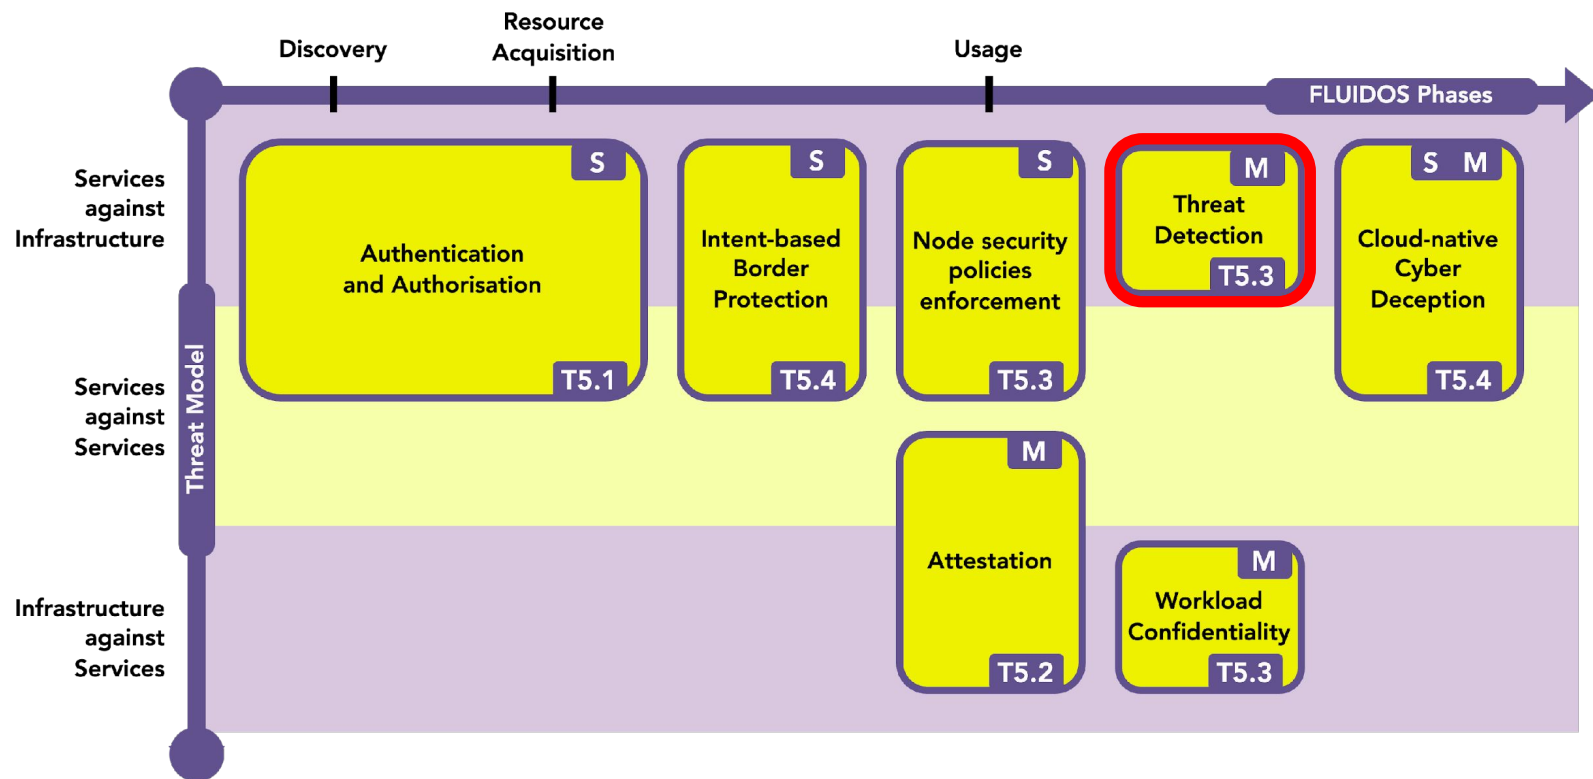 Discovery
Resource
Acquisition
Usage
FLUIDOS Phases
Threat Model
Services
against
Infrastructure
S
Authentication
and Authorisation
T5.1
S
Intent-based
Border
Protection
T5.4
S
Node security
policies
enforcement
T5.3
M
Threat
Detection
T5.3
S M
Cloud-native
Cyber
Deception
T5.4
Services
against
Services
M
Attestation
T5.2
Infrastructure
against
Services
M
Workload
Confidentiality
T5.3